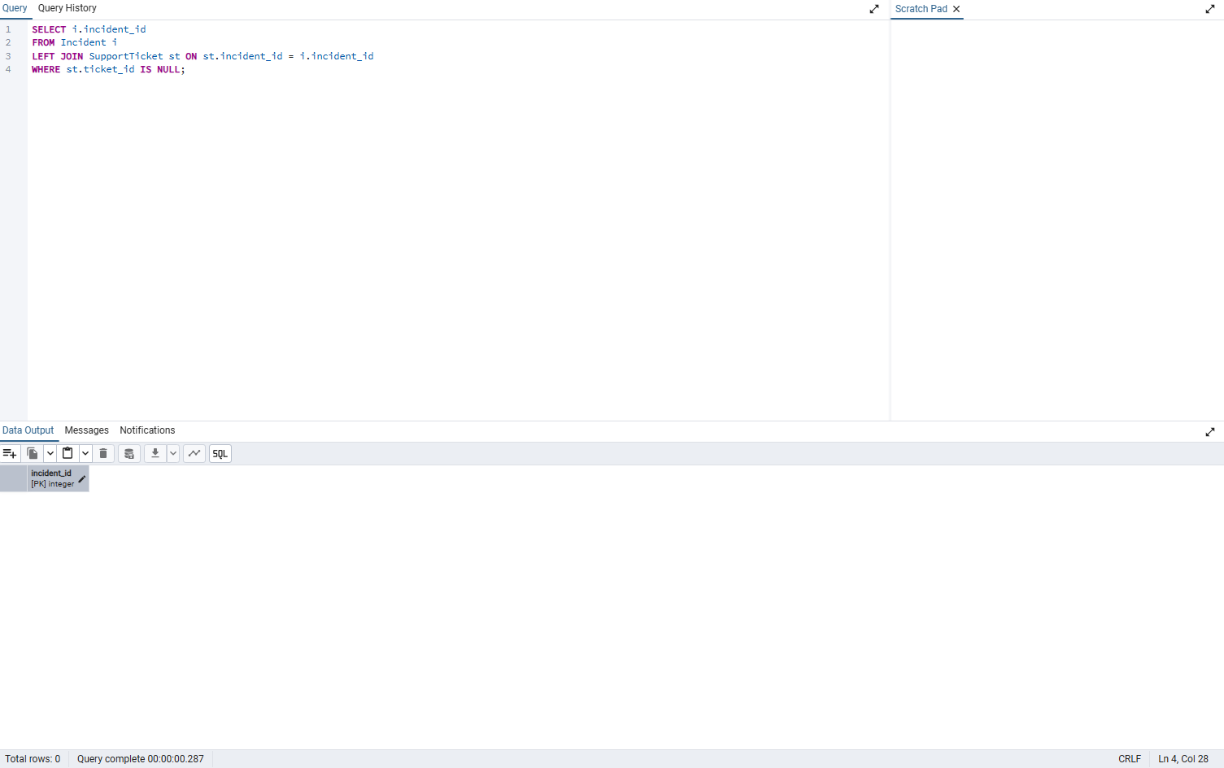 Query Query History
Scratch Pad
1 SELECT i.incident_id
2 FROM Incident i
3 LEFT JOIN SupportTicket st ON st.incident_id = i.incident_id
4 WHERE st.ticket_id IS NULL;
Data Output Messages Notifications
SQL
incident_id
[PK] integer
Total rows: 0 Query complete 00:00:00.287 CRLF Ln 4, Col 28